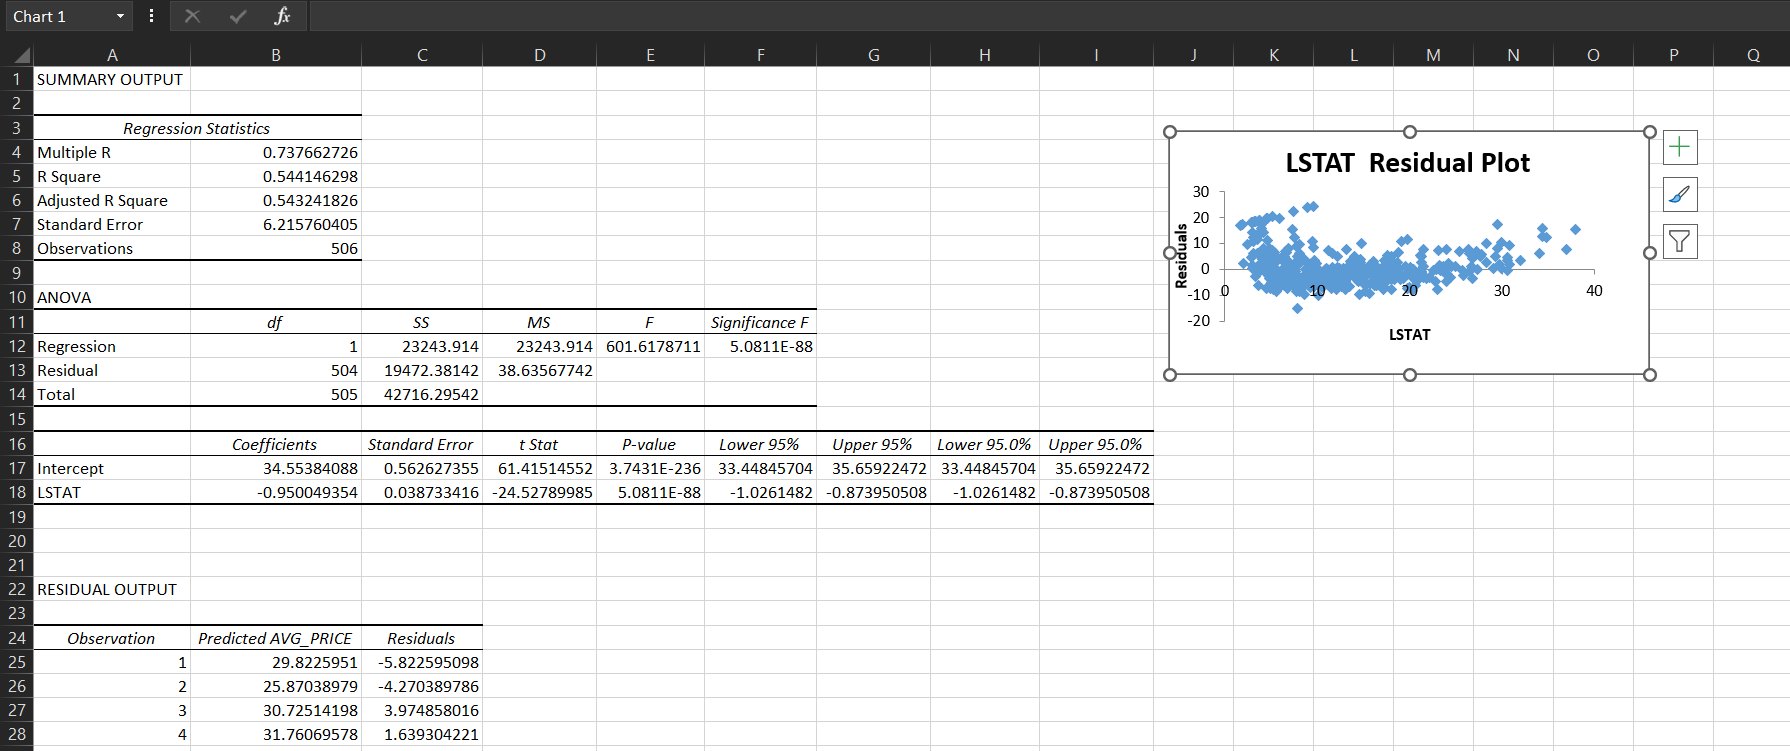 Chart 1 fx
A B C D E F G H I J K L M N O P Q
1 SUMMARY OUTPUT
2
3 Regression Statistics
4 Multiple R 0.737662726
5 R Square 0.544146298
6 Adjusted R Square 0.543241826
7 Standard Error 6.215760405
8 Observations 506
9
10 ANOVA
11 df SS MS F Significance F
12 Regression 1 23243.914 23243.914 601.6178711 5.0811E-88
13 Residual 504 19472.38142 38.63567742
14 Total 505 42716.29542
15
16 Coefficients Standard Error t Stat P-value Lower 95% Upper 95% Lower 95.0% Upper 95.0%
17 Intercept 34.55384088 0.562627355 61.41514552 3.7431E-236 33.44845704 35.65922472 33.44845704 35.65922472
18 LSTAT -0.950049354 0.038733416 -24.52789985 5.0811E-88 -1.0261482 -0.873950508 -1.0261482 -0.873950508
19
20
21
22 RESIDUAL OUTPUT
23
24 Observation Predicted AVG_PRICE Residuals
25 1 29.8225951 -5.822595098
26 2 25.87038979 -4.270389786
27 3 30.72514198 3.974858016
28 4 31.76069578 1.639304221
LSTAT Residual Plot
Residuals
30
20
10
0
-10
-20
0 10 20 30 40
LSTAT